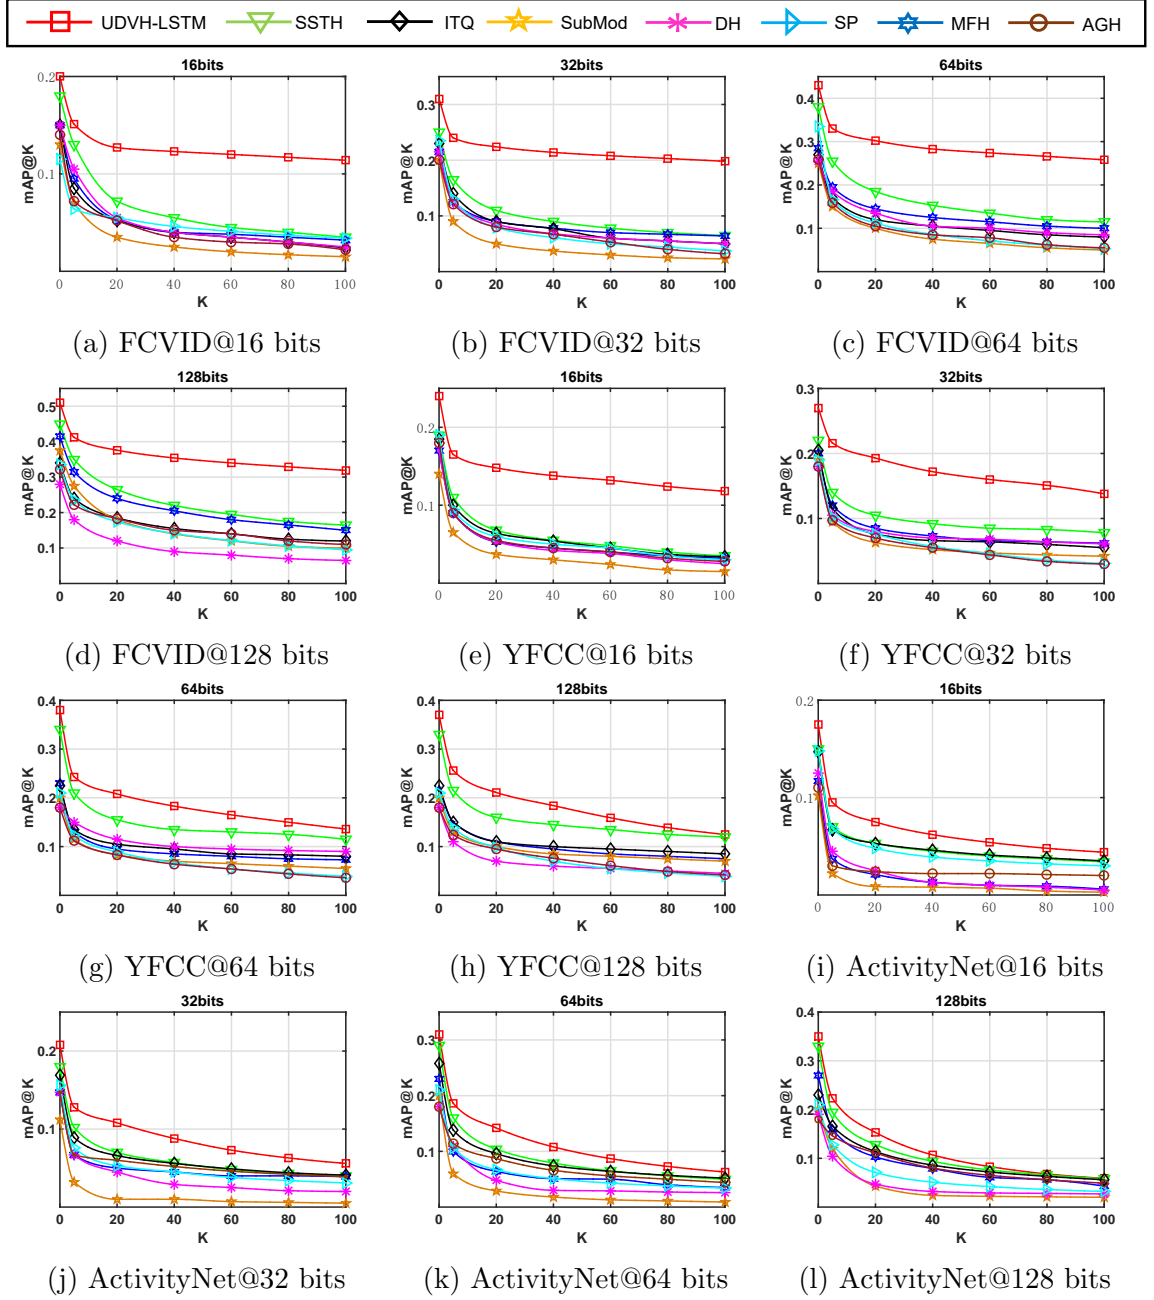 UDVH-LSTM SSTH ITQ SubMod DH SP MFH AGH
16bits 32bits 64bits
mAP@K mAP@K mAP@K
0.2 0.1
0.3 0.2 0.1
0.4 0.3 0.2 0.1
0 20 40 60 80 100 0 20 40 60 80 100 0 20 40 60 80 100
K K K
(a) FCVID@16 bits (b) FCVID@32 bits (c) FCVID@64 bits
128bits 16bits 32bits
mAP@K mAP@K mAP@K
0.5 0.4 0.3 0.2 0.1
0.2 0.1
0.3 0.2 0.1
0 20 40 60 80 100 0 20 40 60 80 100 0 20 40 60 80 100
K K K
(d) FCVID@128 bits (e) YFCC@16 bits (f) YFCC@32 bits
64bits 128bits 16bits
mAP@K mAP@K mAP@K
0.4 0.3 0.2 0.1
0.4 0.3 0.2 0.1
0.2 0.1 0
0 20 40 60 80 100 0 20 40 60 80 100 0 20 40 60 80 100
K K K
(g) YFCC@64 bits (h) YFCC@128 bits (i) ActivityNet@16 bits
32bits 64bits 128bits
mAP@K mAP@K mAP@K
0.2 0.1
0.3 0.2 0.1
0.4 0.3 0.2 0.1 0
0 20 40 60 80 100 0 20 40 60 80 100 0 20 40 60 80 100
K K K
(j) ActivityNet@32 bits (k) ActivityNet@64 bits (l) ActivityNet@128 bits